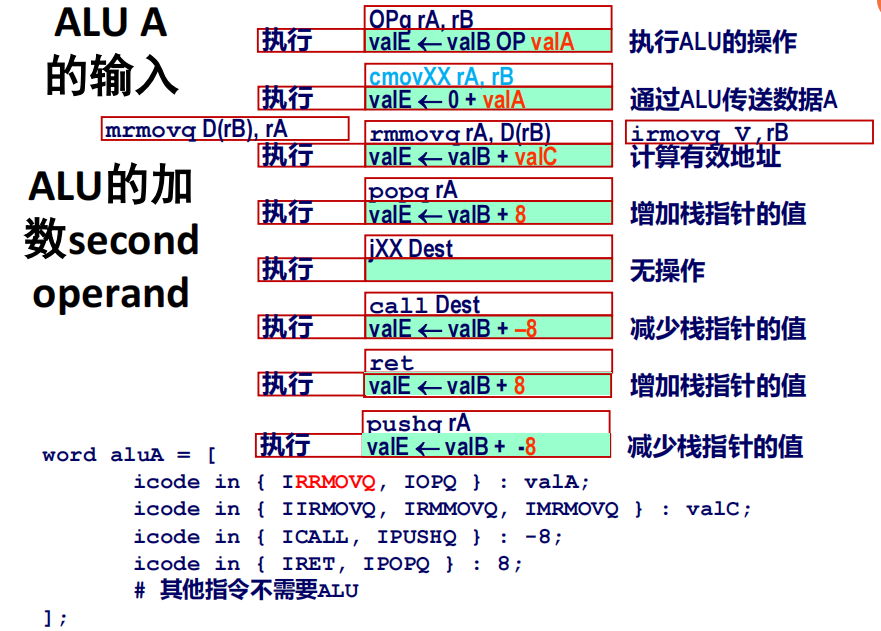 ALU A
的输入
OPq rA, rB
执行 valE ← valB OP valA 执行ALU的操作
cmovXX rA, rB
执行 valE ← 0 + valA 通过ALU传送数据A
mrmovq D(rB), rA rmmovq rA, D(rB) irmovq V,rB
执行 valE ← valB + valC 计算有效地址
ALU的加
数second
operand
popq rA
执行 valE ← valB + 8 增加栈指针的值
jXX Dest
执行 无操作
call Dest
执行 valE ← valB + –8 减少栈指针的值
ret
执行 valE ← valB + 8 增加栈指针的值
pushq rA
执行 valE ← valB + -8 减少栈指针的值
word aluA = [
icode in { IRRMOVQ, IOPQ } : valA;
icode in { IIRMOVQ, IRMMOVQ, IMRMOVQ } : valC;
icode in { ICALL, IPUSHQ } : -8;
icode in { IRET, IPOPQ } : 8;
# 其他指令不需要ALU
];